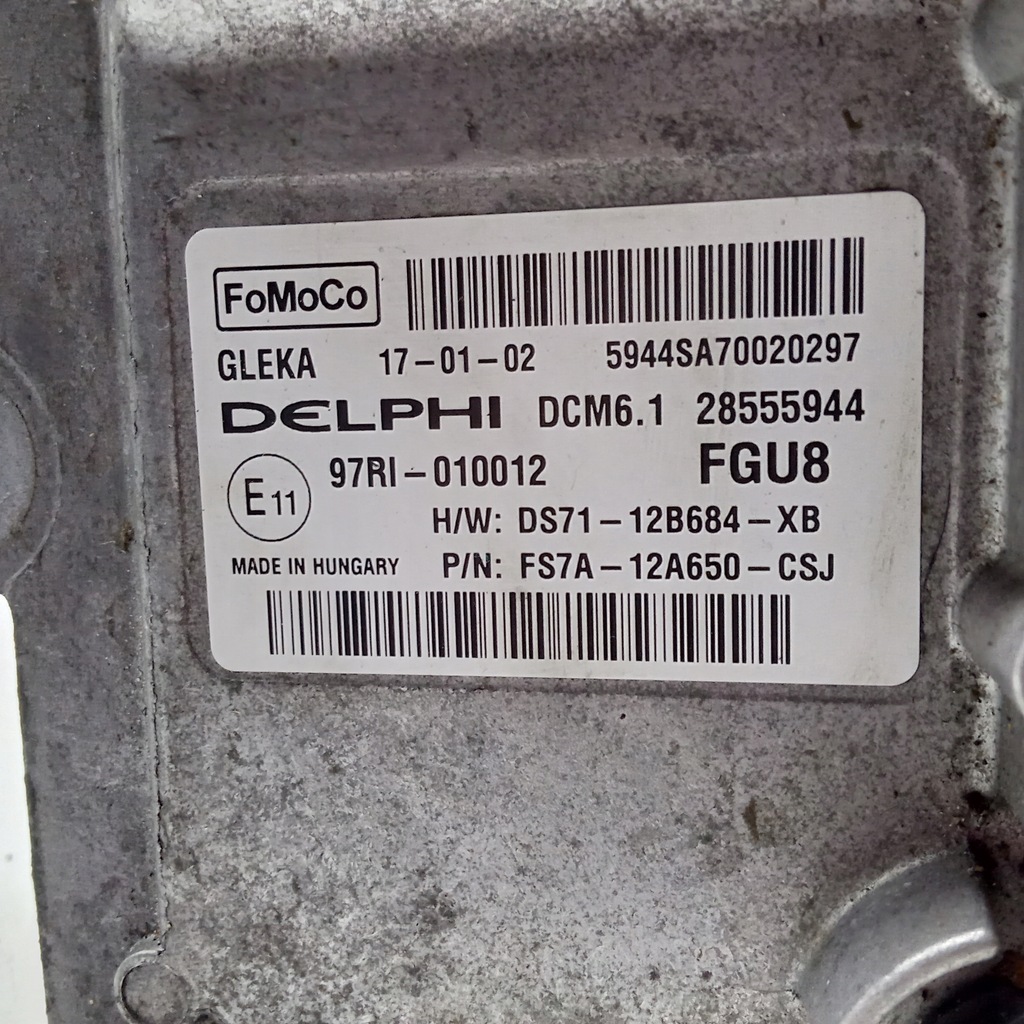 FoMoCo
GLEKA 17-01-02 5944SA70020297
DELPHI DCM6.1 28555944
E11 97RI-010012 FGU8
H/W: DS71-12B684-XB
MADE IN HUNGARY P/N: FS7A-12A650-CSJ